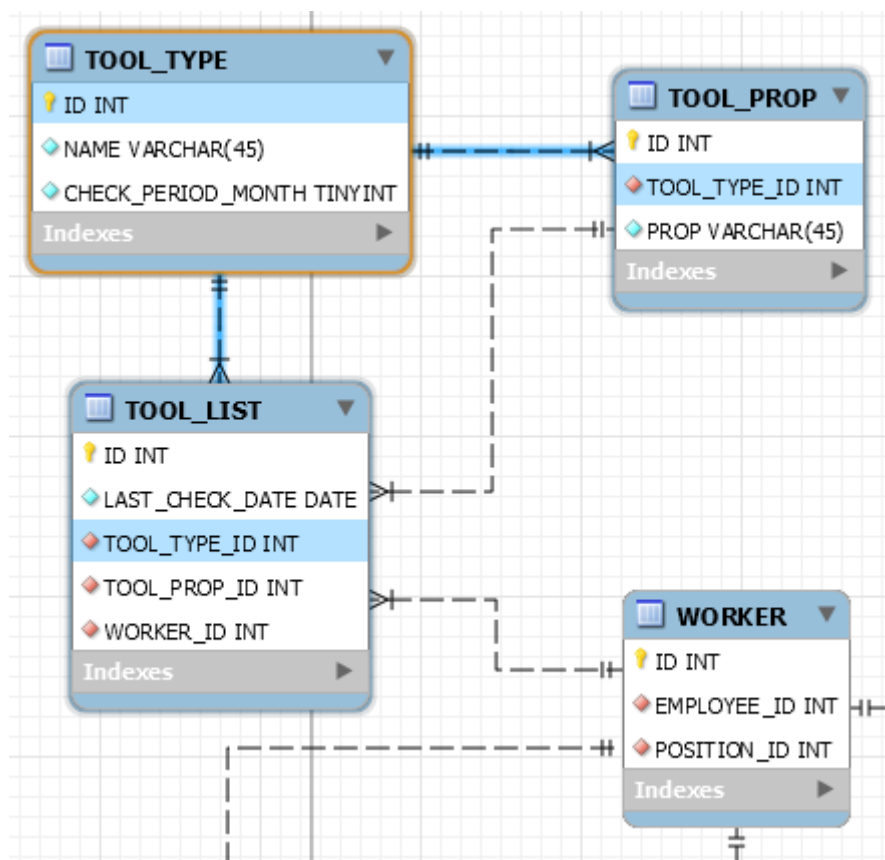 TOOL_TYPE
ID INT
NAME VARCHAR(45)
CHECK_PERIOD_MONTH TINYINT
Indexes
TOOL_PROP
ID INT
TOOL_TYPE_ID INT
PROP VARCHAR(45)
Indexes
TOOL_LIST
ID INT
LAST_CHECK_DATE DATE
TOOL_TYPE_ID INT
TOOL_PROP_ID INT
WORKER_ID INT
Indexes
WORKER
ID INT
EMPLOYEE_ID INT
POSITION_ID INT
Indexes